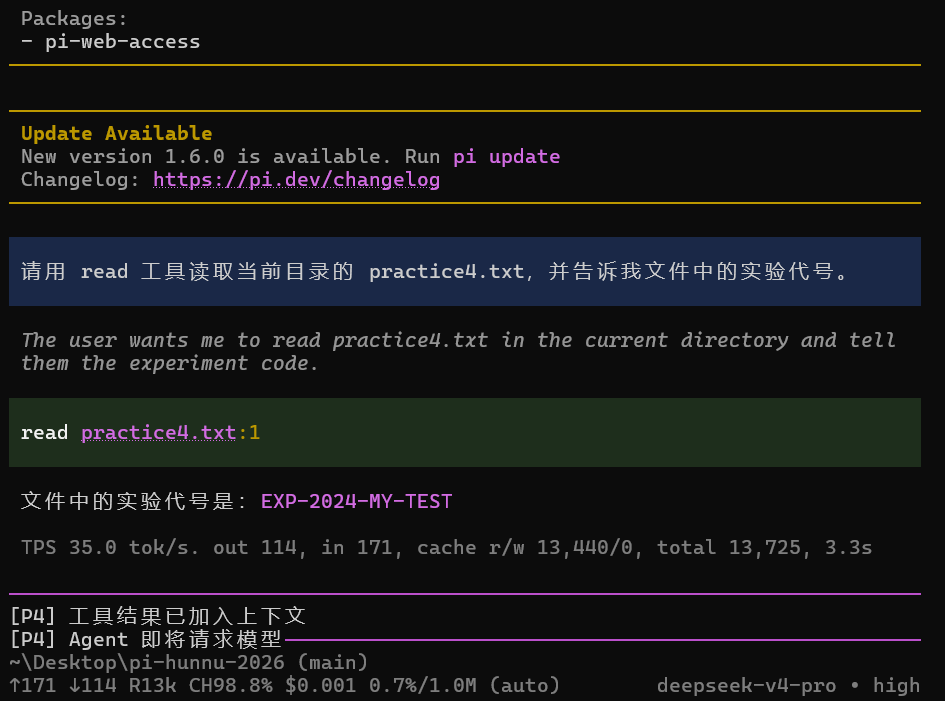 Packages:
- pi-web-access
Update Available
New version 1.6.0 is available. Run pi update
Changelog: https://pi.dev/changelog
请用 read 工具读取当前目录的 practice4.txt, 并告诉我文件中的实验代号。
The user wants me to read practice4.txt in the current directory and tell
them the experiment code.
read practice4.txt:1
文件中的实验代号是: EXP-2024-MY-TEST
TPS 35.0 tok/s. out 114, in 171, cache r/w 13,440/0, total 13,725, 3.3s
[P4] 工具结果已加入上下文
[P4] Agent 即将请求模型
~\Desktop\pi-hunnu-2026 (main)
↑171 ↓114 R13k CH98.8% $0.001 0.7%/1.0M (auto) deepseek-v4-pro • high